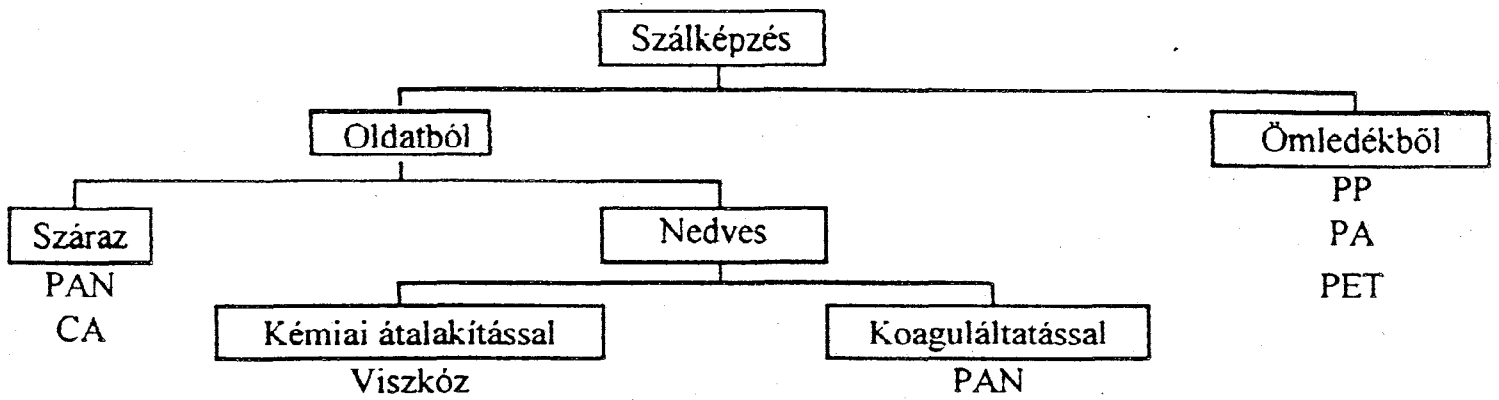 Szálképzés
Oldatból
Ömledékből
PP
PA
PET
Száraz
PAN
CA
Nedves
Kémiai átalakítással
Viszkóz
Koaguláltatással
PAN